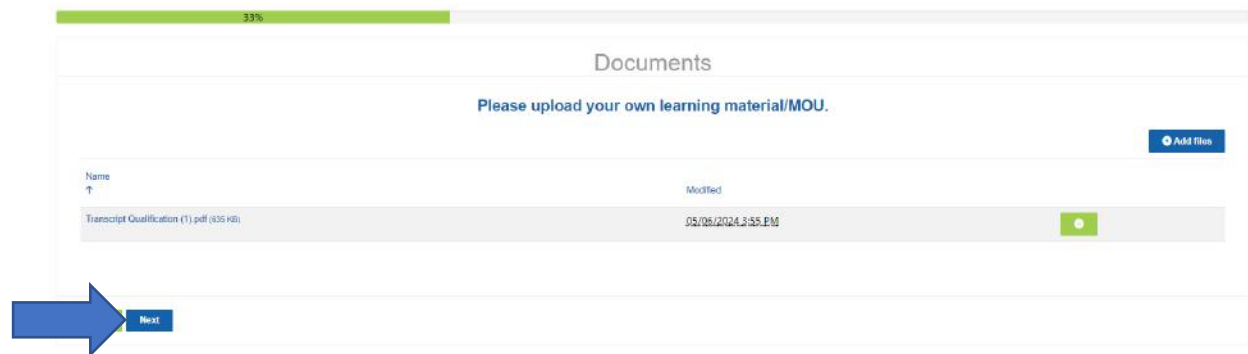 33%
Documents
Please upload your own learning material/MOU.
Add files
Name
Modified
Transcript Qualification (1).pdf (635 KB)
05/06/2024 3:55 PM
Next